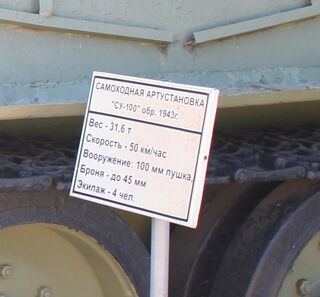 САМОХОДНАЯ АРТУСТАНОВКА
"СУ-100" обр. 1943г.
Вес - 31,6 т
Скорость - 50 км/час
Вооружение: 100 мм пушка
Броня - до 45 мм
Экипаж - 4 чел.